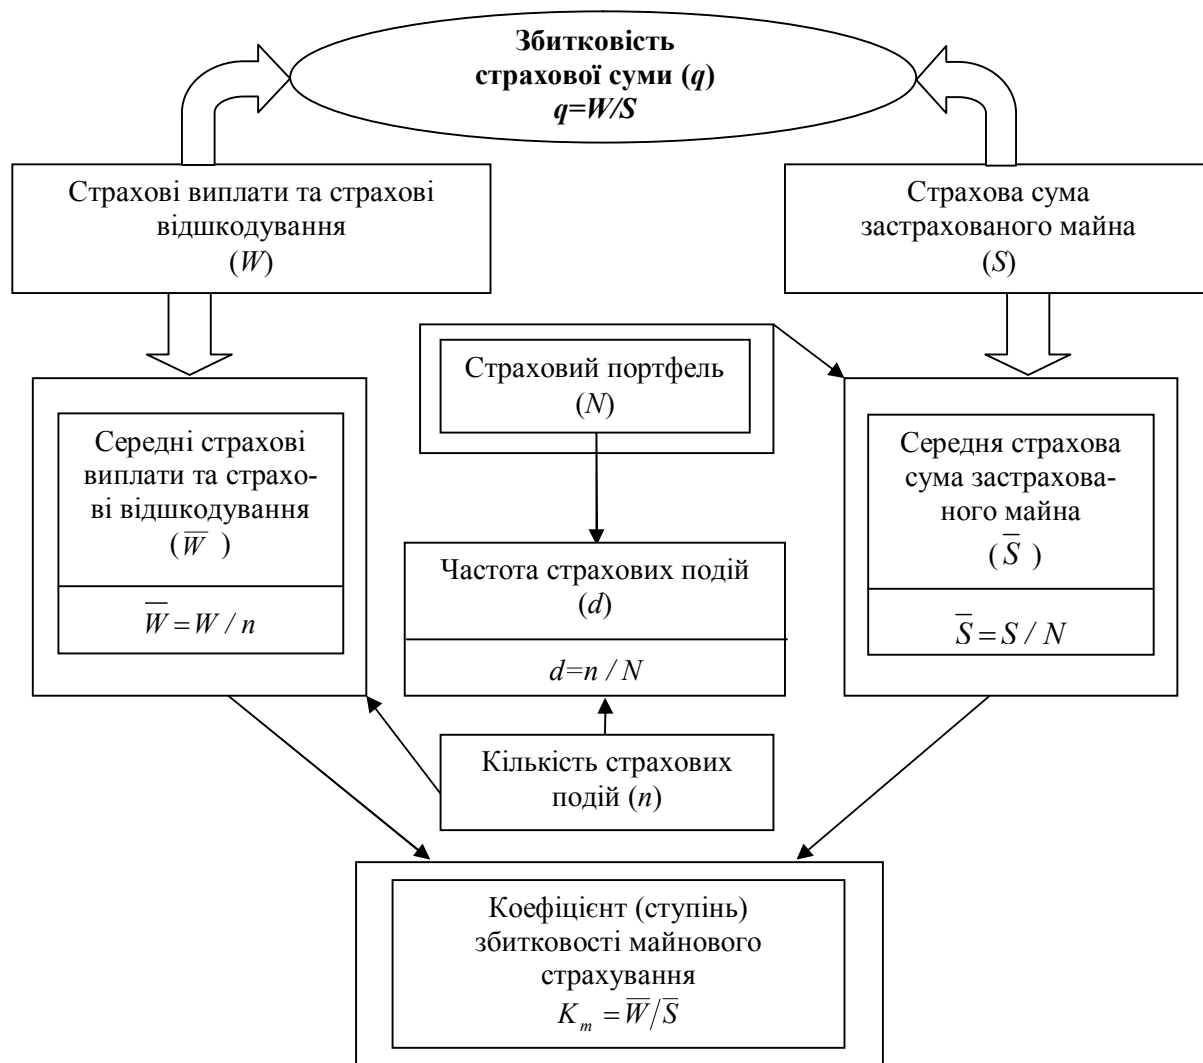 Збитковість
страхової суми (q)
q=W/S
Страхові виплати та страхові
відшкодування
(W)
Страхова сума
застрахованого майна
(S)
Страховий портфель
(N)
Середні страхові
виплати та страхо-
ві відшкодування
(W̅ )
W̅ = W / n
Частота страхових подій
(d)
d=n / N
Середня страхова
сума застрахова-
ного майна
(S̅ )
S̅ = S / N
Кількість страхових
подій (n)
Коефіцієнт (ступінь)
збитковості майнового
страхування
Kₘ = W̅/S̅